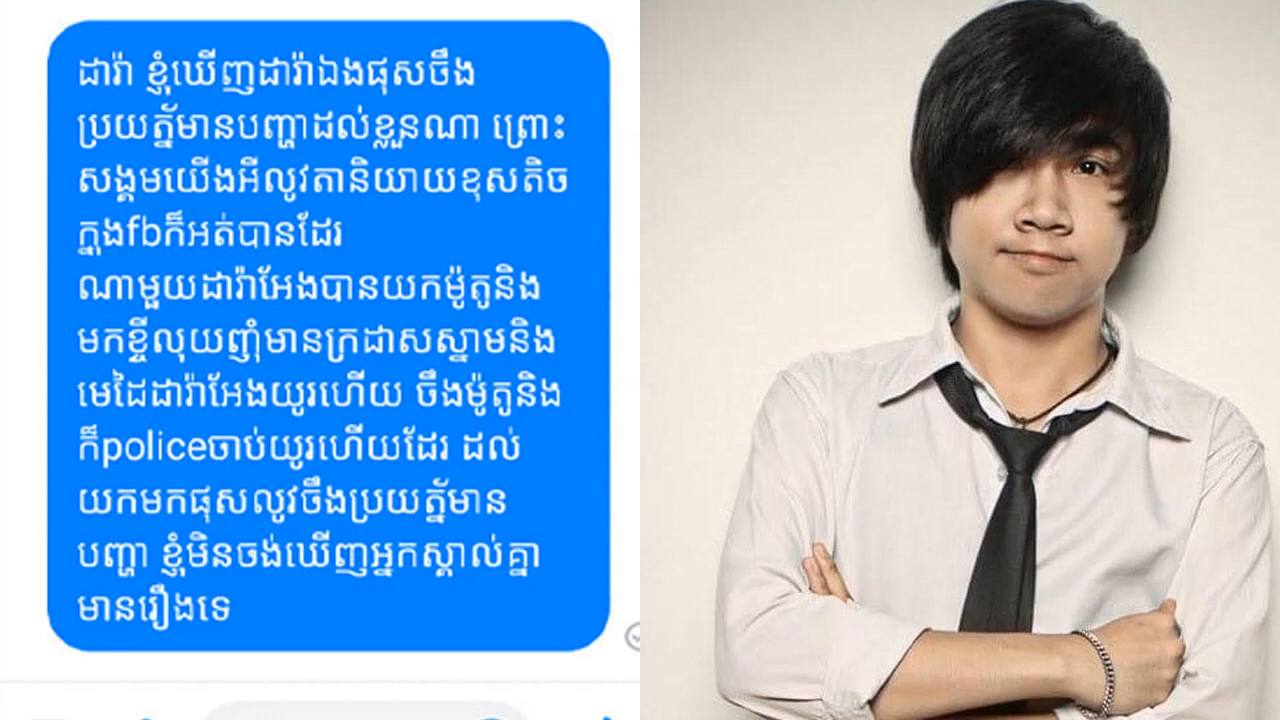 ដារ៉ា ខ្ញុំឃើញដារ៉ាឯងផុសចឹង
ប្រយត្ន័មានបញ្ហាដល់ខ្លួនណា ព្រោះ
សង្គមយើងអីលូវតានិយាយខុសតិច
ក្នុងfbក៏អត់បានដែរ
ណាមួយដារ៉ាអែងបានយកម៉ូតូនិង
មកខ្ចីលុយញ៉ុំមានក្រដាសស្នាមនិង
មេដៃដារ៉ាអែងយូរហើយ ចឹងម៉ូតូនិង
ក៏policeចាប់យូរហើយដែរ ដល់
យកមកផុសលូវចឹងប្រយត្ន័មាន
បញ្ហា ខ្ញុំមិនចង់ឃើញអ្នកស្គាល់គ្នា
មានរឿងទេ